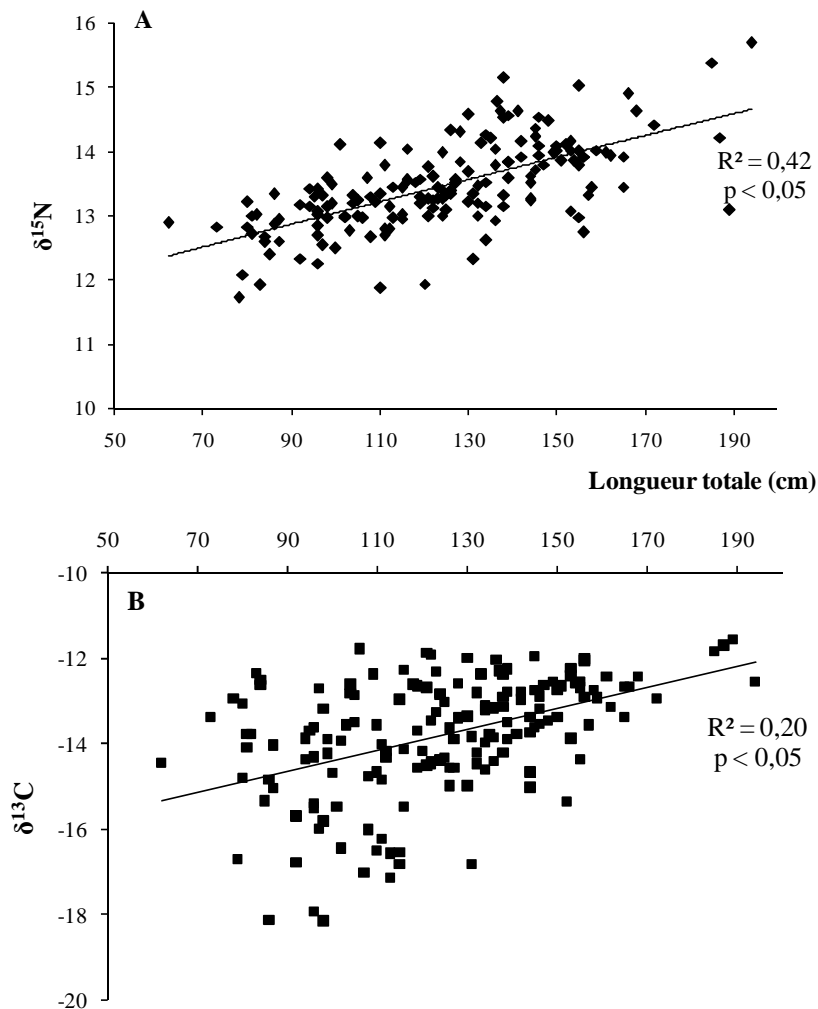 A
16
15
14
13
12
11
10
δ¹⁵N
R² = 0,42
p < 0,05
50 70 90 110 130 150 170 190
Longueur totale (cm)
50 70 90 110 130 150 170 190
B
-10
-12
-14
-16
-18
-20
δ¹³C
R² = 0,20
p < 0,05